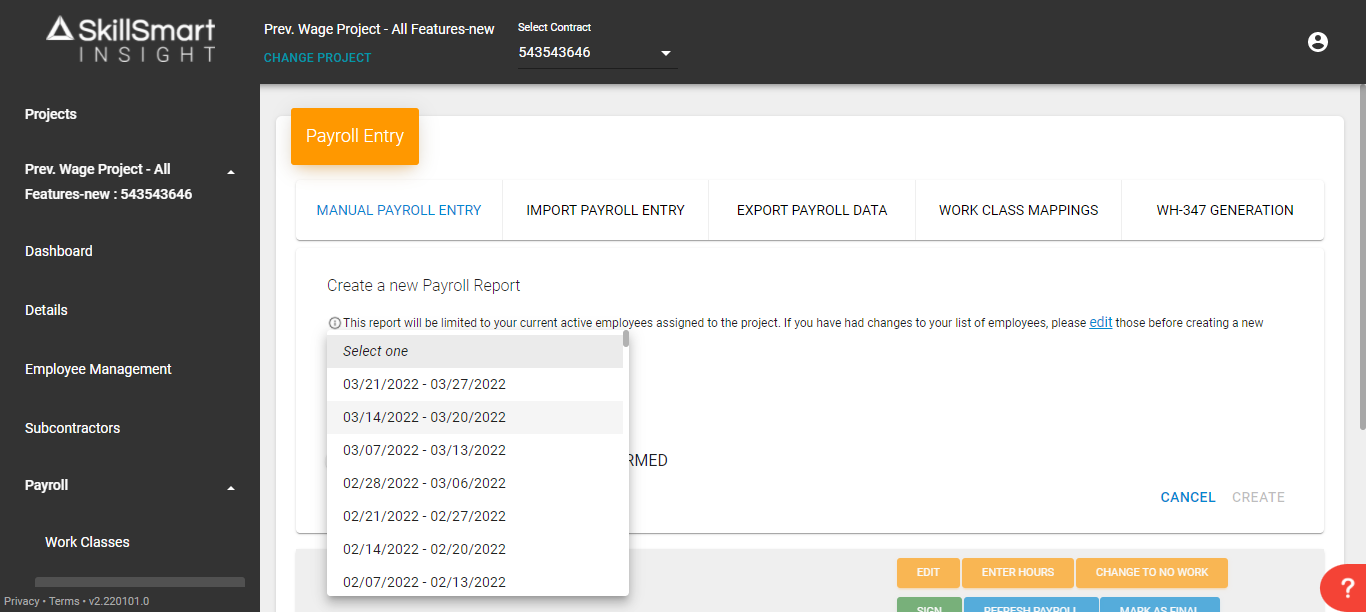 SkillSmart
INSIGHT
Prev. Wage Project - All Features-new
CHANGE PROJECT
Select Contract
543543646
Projects
Prev. Wage Project - All
Features-new : 543543646
Dashboard
Details
Employee Management
Subcontractors
Payroll
Work Classes
Privacy • Terms • v2.220101.0
Payroll Entry
MANUAL PAYROLL ENTRY
IMPORT PAYROLL ENTRY
EXPORT PAYROLL DATA
WORK CLASS MAPPINGS
WH-347 GENERATION
Create a new Payroll Report
This report will be limited to your current active employees assigned to the project. If you have had changes to your list of employees, please edit those before creating a new
Select one
03/21/2022 - 03/27/2022
03/14/2022 - 03/20/2022
03/07/2022 - 03/13/2022
02/28/2022 - 03/06/2022
02/21/2022 - 02/27/2022
02/14/2022 - 02/20/2022
02/07/2022 - 02/13/2022
RMED
CANCEL CREATE
EDIT ENTER HOURS CHANGE TO NO WORK
SIGN REFRESH PAYROLL MARK AS FINAL
?